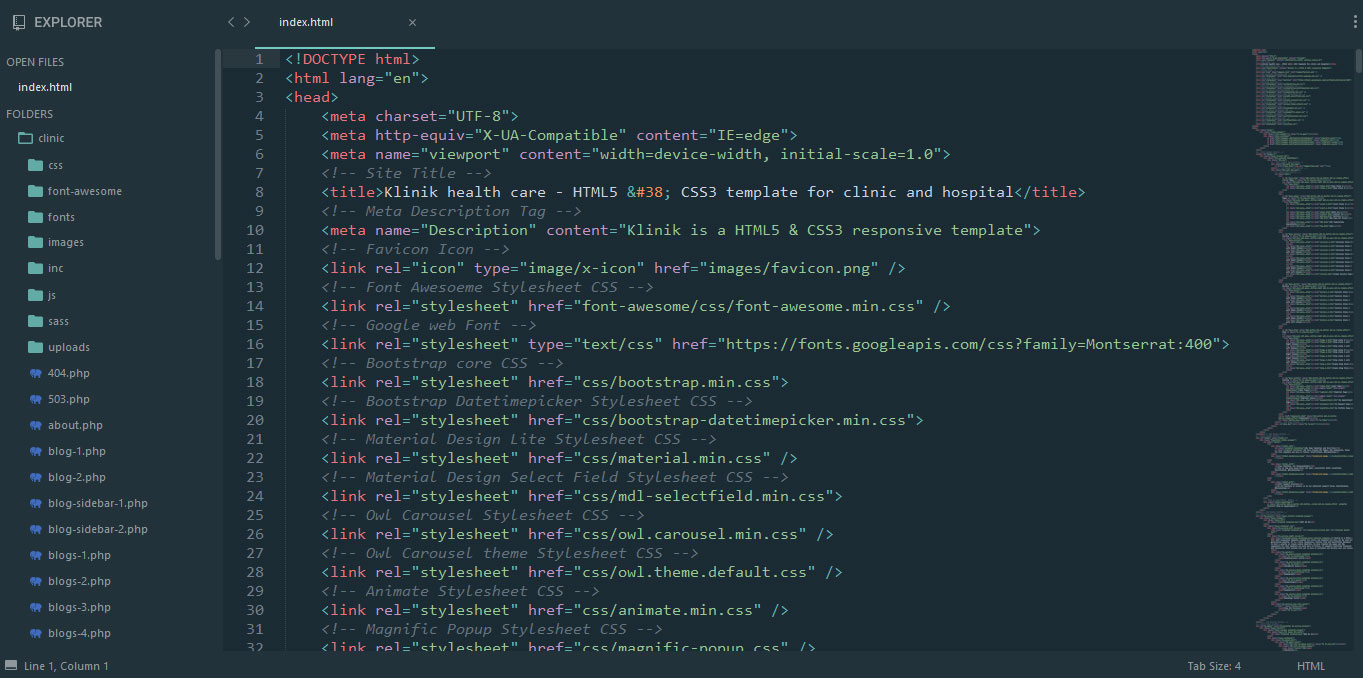 EXPLORER
index.html
OPEN FILES
index.html
FOLDERS
clinic
css
font-awesome
fonts
images
inc
js
sass
uploads
404.php
503.php
about.php
blog-1.php
blog-2.php
blog-sidebar-1.php
blog-sidebar-2.php
blogs-1.php
blogs-2.php
blogs-3.php
blogs-4.php
1 <!DOCTYPE html>
2 <html lang="en">
3 <head>
4 <meta charset="UTF-8">
5 <meta http-equiv="X-UA-Compatible" content="IE=edge">
6 <meta name="viewport" content="width=device-width, initial-scale=1.0">
7 <!-- Site Title -->
8 <title>Klinik health care - HTML5 &#38; CSS3 template for clinic and hospital</title>
9 <!-- Meta Description Tag -->
10 <meta name="Description" content="Klinik is a HTML5 & CSS3 responsive template">
11 <!-- Favicon Icon -->
12 <link rel="icon" type="image/x-icon" href="images/favicon.png" />
13 <!-- Font Awesoeme Stylesheet CSS -->
14 <link rel="stylesheet" href="font-awesome/css/font-awesome.min.css" />
15 <!-- Google web Font -->
16 <link rel="stylesheet" type="text/css" href="https://fonts.googleapis.com/css?family=Montserrat:400">
17 <!-- Bootstrap core CSS -->
18 <link rel="stylesheet" href="css/bootstrap.min.css">
19 <!-- Bootstrap Datetimepicker Stylesheet CSS -->
20 <link rel="stylesheet" href="css/bootstrap-datetimepicker.min.css">
21 <!-- Material Design Lite Stylesheet CSS -->
22 <link rel="stylesheet" href="css/material.min.css" />
23 <!-- Material Design Select Field Stylesheet CSS -->
24 <link rel="stylesheet" href="css/mdl-selectfield.min.css">
25 <!-- Owl Carousel Stylesheet CSS -->
26 <link rel="stylesheet" href="css/owl.carousel.min.css" />
27 <!-- Owl Carousel theme Stylesheet CSS -->
28 <link rel="stylesheet" href="css/owl.theme.default.css" />
29 <!-- Animate Stylesheet CSS -->
30 <link rel="stylesheet" href="css/animate.min.css" />
31 <!-- Magnific Popup Stylesheet CSS -->
32 <link rel="stylesheet" href="css/magnific-popup.css" />
Line 1, Column 1
Tab Size: 4
HTML